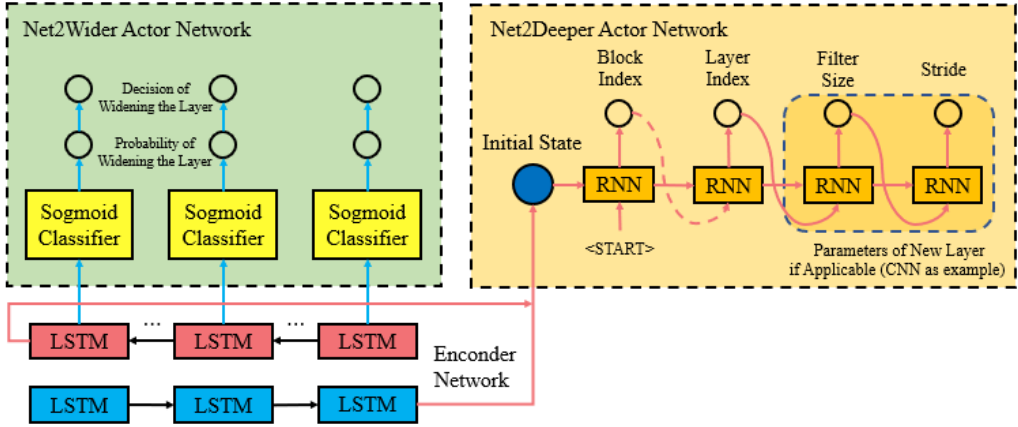 Net2Wider Actor Network
Decision of
Widening the Layer
Probability of
Widening the Layer
Sogmoid
Classifier
Sogmoid
Classifier
Sogmoid
Classifier
...
...
LSTM
LSTM
LSTM
LSTM
LSTM
LSTM
Enconder
Network
Net2Deeper Actor Network
Block
Index
Layer
Index
Filter
Size
Stride
Initial State
RNN
RNN
RNN
RNN
<START>
Parameters of New Layer
if Applicable (CNN as example)